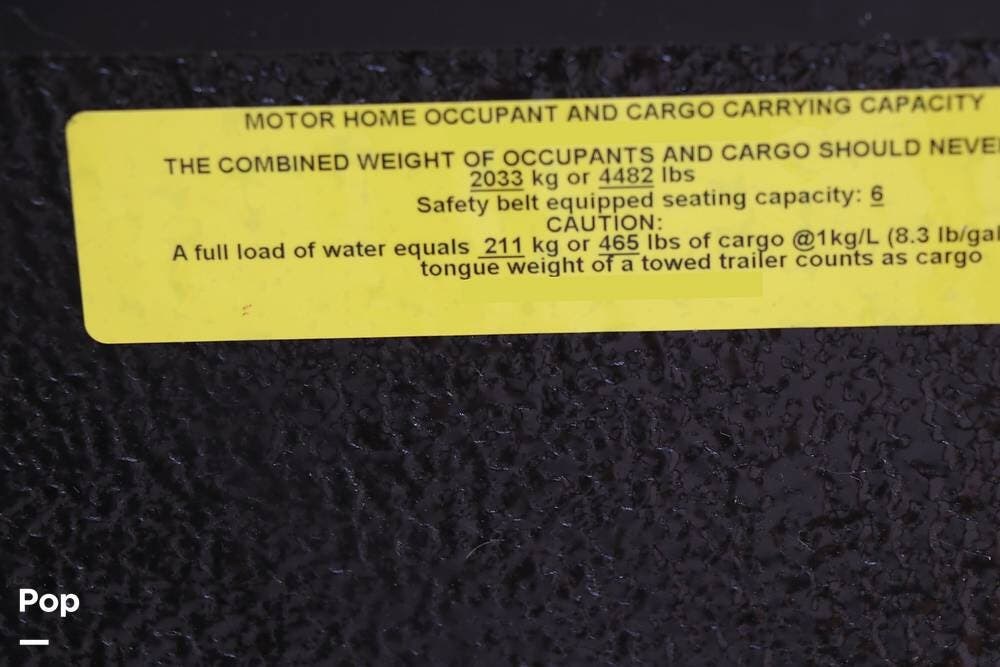 MOTOR HOME OCCUPANT AND CARGO CARRYING CAPACITY
THE COMBINED WEIGHT OF OCCUPANTS AND CARGO SHOULD NEVE
2033 kg or 4482 lbs
Safety belt equipped seating capacity: 6
CAUTION:
A full load of water equals 211 kg or 465 lbs of cargo @1kg/L (8.3 lb/gal
tongue weight of a towed trailer counts as cargo
Pop